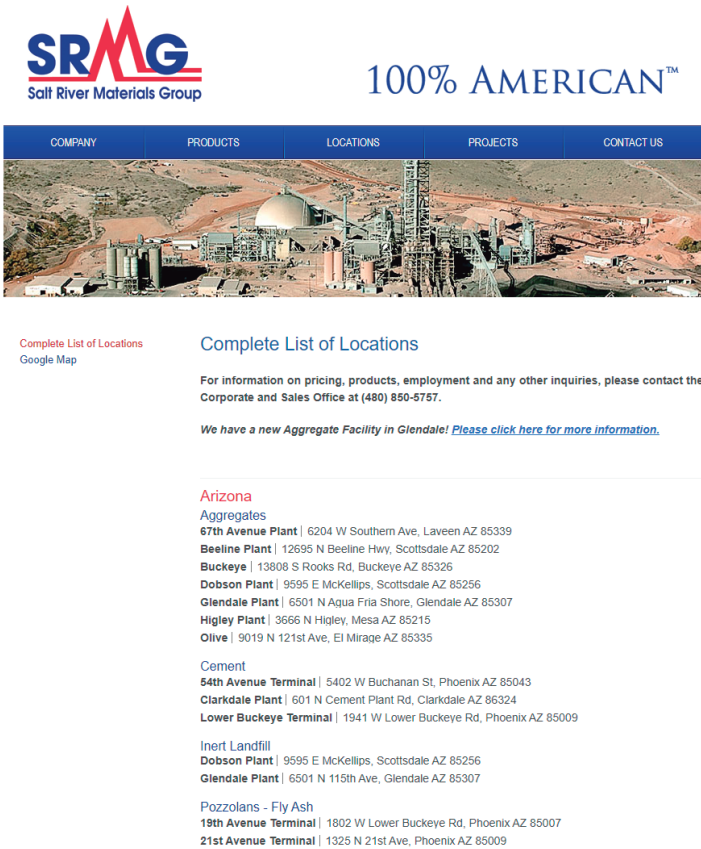 SRMG
Salt River Materials Group
100% AMERICAN™
COMPANY PRODUCTS LOCATIONS PROJECTS CONTACT US
Complete List of Locations
Google Map
Complete List of Locations
For information on pricing, products, employment and any other inquiries, please contact the
Corporate and Sales Office at (480) 850-5757.
We have a new Aggregate Facility in Glendale! Please click here for more information.
Arizona
Aggregates
67th Avenue Plant | 6204 W Southern Ave, Laveen AZ 85339
Beeline Plant | 12695 N Beeline Hwy, Scottsdale AZ 85202
Buckeye | 13808 S Rooks Rd, Buckeye AZ 85326
Dobson Plant | 9595 E McKellips, Scottsdale AZ 85256
Glendale Plant | 6501 N Agua Fria Shore, Glendale AZ 85307
Higley Plant | 3666 N Higley, Mesa AZ 85215
Olive | 9019 N 121st Ave, El Mirage AZ 85335
Cement
54th Avenue Terminal | 5402 W Buchanan St, Phoenix AZ 85043
Clarkdale Plant | 601 N Cement Plant Rd, Clarkdale AZ 86324
Lower Buckeye Terminal | 1941 W Lower Buckeye Rd, Phoenix AZ 85009
Inert Landfill
Dobson Plant | 9595 E McKellips, Scottsdale AZ 85256
Glendale Plant | 6501 N 115th Ave, Glendale AZ 85307
Pozzolans - Fly Ash
19th Avenue Terminal | 1802 W Lower Buckeye Rd, Phoenix AZ 85007
21st Avenue Terminal | 1325 N 21st Ave, Phoenix AZ 85009